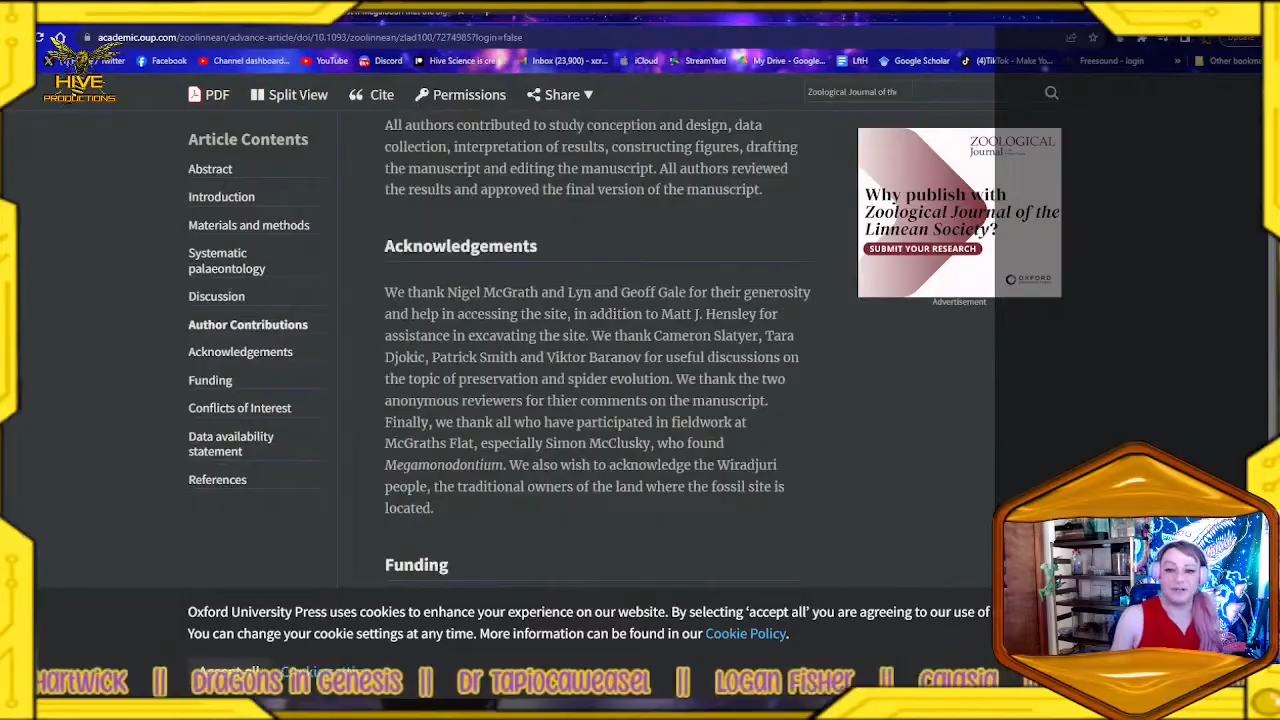 academic.oup.com/zoolinnean/advance-article/doi/10.1093/zoolinnean/zlad100/7274985?login=false
Twitter Facebook Channel dashboard... YouTube Discord Hive Science is cre... Inbox (23,900) - xcr... iCloud StreamYard My Drive - Google... LftH Google Scholar (4)TikTok - Make Yo... Freesound - login » Other bookma
HIVE
PRODUCTIONS
PDF Split View Cite Permissions Share
Zoological Journal of the
Article Contents
Abstract
Introduction
Materials and methods
Systematic
palaeontology
Discussion
Author Contributions
Acknowledgements
Funding
Conflicts of Interest
Data availability
statement
References
All authors contributed to study conception and design, data
collection, interpretation of results, constructing figures, drafting
the manuscript and editing the manuscript. All authors reviewed
the results and approved the final version of the manuscript.
Acknowledgements
We thank Nigel McGrath and Lyn and Geoff Gale for their generosity
and help in accessing the site, in addition to Matt J. Hensley for
assistance in excavating the site. We thank Cameron Slatyer, Tara
Djokic, Patrick Smith and Viktor Baranov for useful discussions on
the topic of preservation and spider evolution. We thank the two
anonymous reviewers for thier comments on the manuscript.
Finally, we thank all who have participated in fieldwork at
McGraths Flat, especially Simon McClusky, who found
Megamonodontium. We also wish to acknowledge the Wiradjuri
people, the traditional owners of the land where the fossil site is
located.
Funding
ZOOLOGICAL
Journal
Why publish with
Zoological Journal of the
Linnean Society?
SUBMIT YOUR RESEARCH
OXFORD
Advertisement
Oxford University Press uses cookies to enhance your experience on our website. By selecting 'accept all' you are agreeing to our use of
You can change your cookie settings at any time. More information can be found in our Cookie Policy.
Hartwick || Dragons in Genesis || Dr Tapiocaweasel || Logan Fisher || Calasia